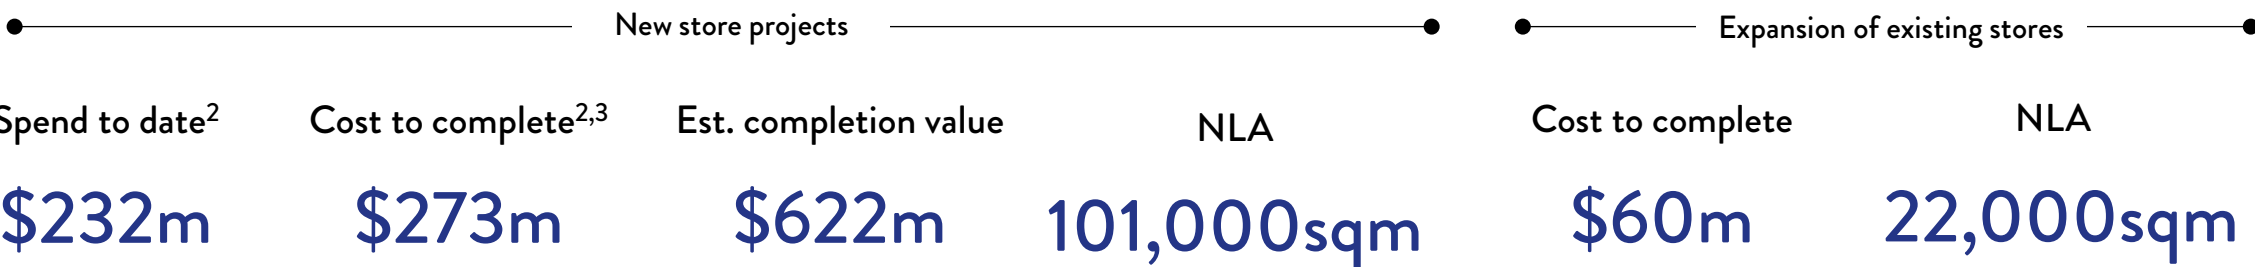 New store projects
Expansion of existing stores
Spend to date2
Cost to complete2,3
Est. completion value
NLA
Cost to complete
NLA
$232m
$273m
$622m
101,000sqm
$60m
22,000sqm